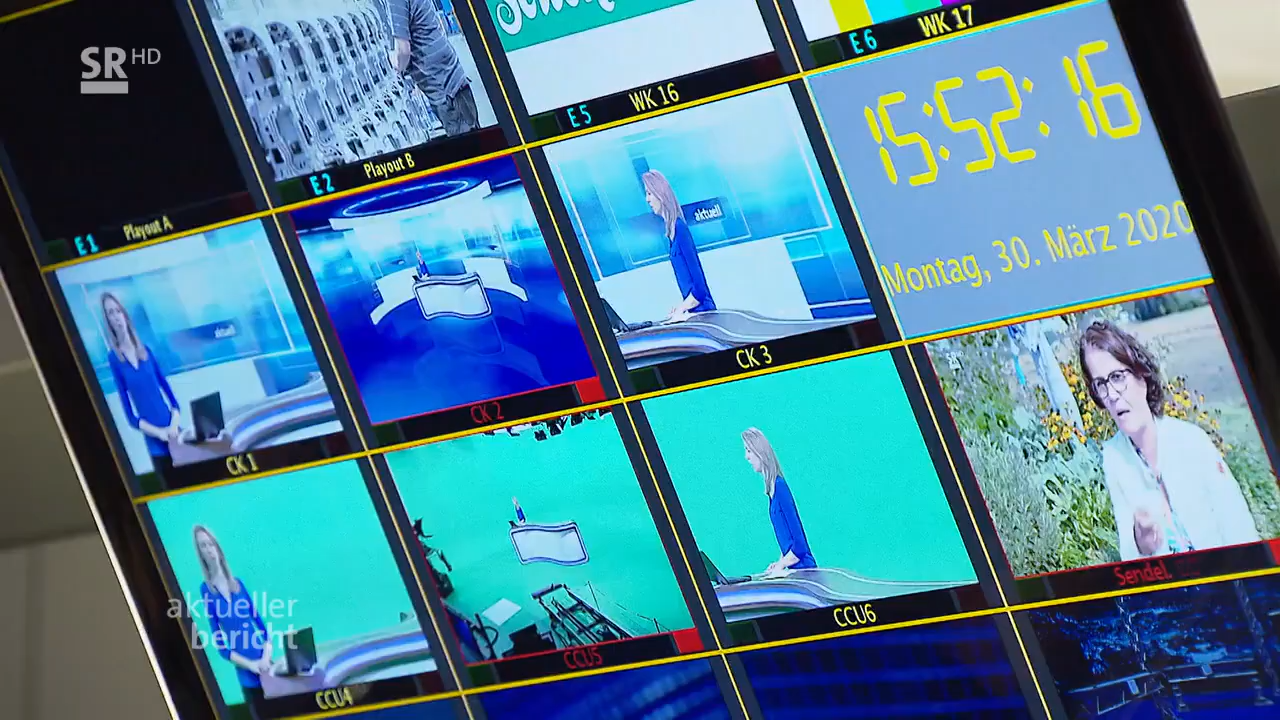 SR HD
E1 Playout A
E2 Playout B
E5 WK 16
E6 WK 17
15:52:16
Montag, 30. März 2020
aktuell
CK 1
CK 2
aktuell
CK 3
Sendel.
CCU4
CCU5
CCU6
aktueller
bericht